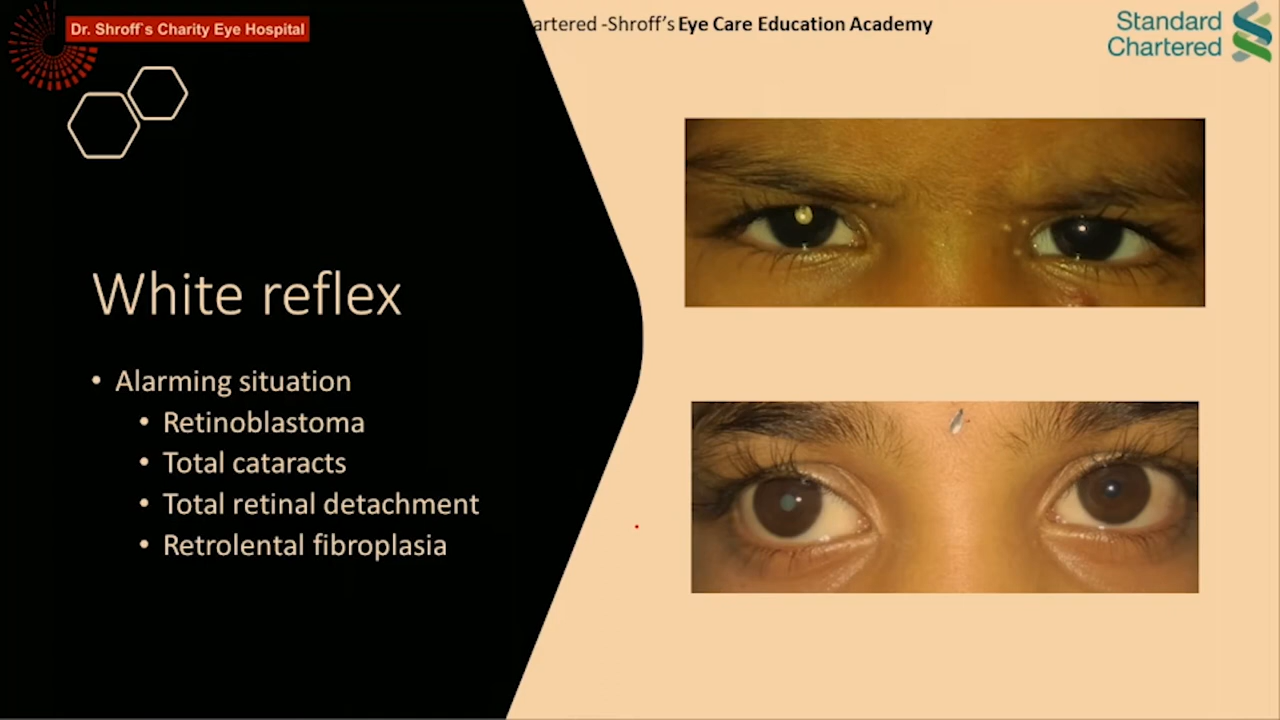 Dr. Shroff`s Charity Eye Hospital
artered -Shroff's Eye Care Education Academy
Standard
Chartered
White reflex
• Alarming situation
• Retinoblastoma
• Total cataracts
• Total retinal detachment
• Retrolental fibroplasia